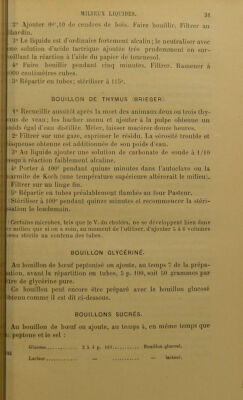 MILIEUX LIQUIDES. 31
2° Ajouter 0gr,10 de cendres de bois. Faire bouillir. Filtrer au
Chardin.
3° Le liquide est d'ordinaire fortement alcalin; le neutraliser avec
une solution d'acide tartrique ajoutée très prudemment en sur-
veillant la réaction à l'aide du papier de tournesol.
4° Faire bouillir pendant cinq minutes. Filtrer. Ramener à
1000 centimètres cubes.
5° Répartir en tubes; stériliser à 115°.
BOUILLON DE THYMUS (BRIEGER).
1° Recueillir aussitôt après la mort des animaux deux ou trois thy-
mus de veau; les hacher menu et ajouter à la pulpe obtenue un
poids égal d'eau distillée. Mêler, laisser macérer douze heures.
2° Filtrer sur une gaze, exprimer le résidu. La sérosité trouble et
visqueuse obtenue est additionnée de son poids d'eau.
3° Au liquide ajouter une solution de carbonate de soude à 1/10
jusqu'à réaction faiblement alcaline.
4° Porter à 100° pendant quinze minutes dans l'autoclave ou la
marmite de Koch (une température supérieure altérerait le milieu).
Filtrer sur un linge fin.
5° Répartir en tubes préalablement flambés au four Pasteur.
Stériliser à 100° pendant quinze minutes et recommencer la stéri-
lisation le lendemain.
Certains microbes, tels que le V. du choléra, ne se développent bien dans
ce milieu que si on a soin, au moment de l'utiliser, d'ajouter 5 à 6 volumes
d'eau stérile au contenu des tubes.
BOUILLON GLYCÉRINÉ.
Au bouillon de bœuf peptonisé on ajoute, au temps 7 de la prépa-
ration, avant la répartition en tubes, 5 p. 100, soit 50 grammes par
litre de glycérine pure.
Ce bouillon peut encore être préparé avec le bouillon glucosé
obtenu comme il est dit ci-dessous.
BOUILLONS SUCRÉS.
Au bouillon de bœuf on ajoute, au temps 4, en même temps que
la peptone et le sel :
Glucose.......... 2 à 4 p. 100.......... Bouillon glucosé.
Lactose.......... — .......... — lactosé.